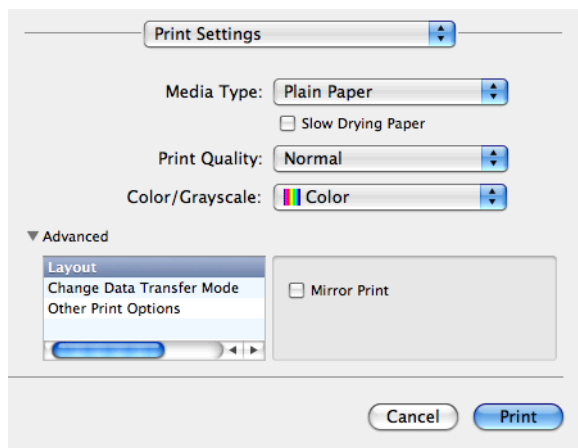 Print Settings
Media Type: Plain Paper
Slow Drying Paper
Print Quality: Normal
Color/Grayscale: Color
Advanced
Layout
Change Data Transfer Mode
Other Print Options
Mirror Print
Cancel Print